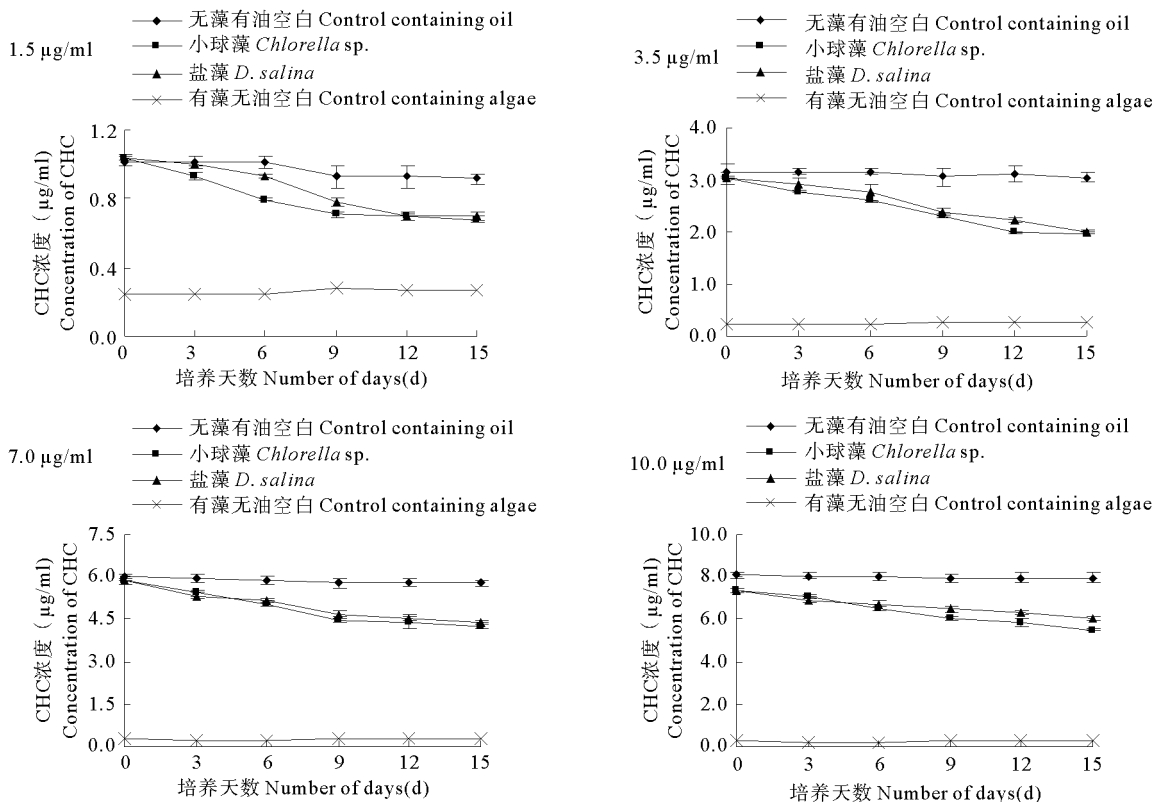 1.5 µg/ml
无藻有油空白 Control containing oil
小球藻 Chlorella sp.
盐藻 D. salina
有藻无油空白 Control containing algae
CHC浓度（µg/ml)
Concentration of CHC
1.2
0.8
0.4
0.0
0 3 6 9 12 15
培养天数 Number of days(d)
3.5 µg/ml
无藻有油空白 Control containing oil
小球藻 Chlorella sp.
盐藻 D. salina
有藻无油空白 Control containing algae
CHC浓度（µg/ml)
Concentration of CHC
4.0
3.0
2.0
1.0
0.0
0 3 6 9 12 15
培养天数 Number of days(d)
7.0 µg/ml
无藻有油空白 Control containing oil
小球藻 Chlorella sp.
盐藻 D. salina
有藻无油空白 Control containing algae
CHC浓度（µg/ml)
Concentration of CHC
7.5
6.0
4.5
3.0
1.5
0.0
0 3 6 9 12 15
培养天数 Number of days(d)
10.0 µg/ml
无藻有油空白 Control containing oil
小球藻 Chlorella sp.
盐藻 D. salina
有藻无油空白 Control containing algae
CHC浓度（µg/ml)
Concentration of CHC
10.0
8.0
6.0
4.0
2.0
0.0
0 3 6 9 12 15
培养天数 Number of days(d)